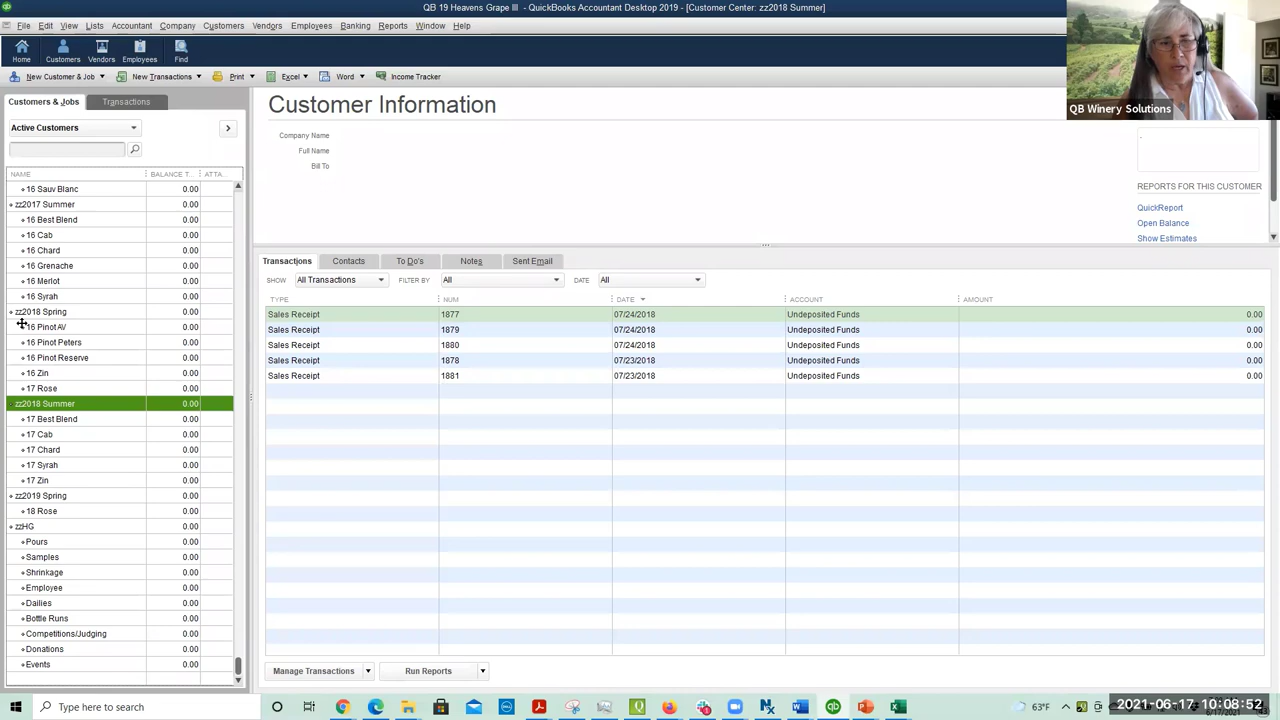 QB 19 Heavens Grape III - QuickBooks Accountant Desktop 2019 - [Customer Center: zz2018 Summer]
File Edit View Lists Accountant Company Customers Vendors Employees Banking Reports Window Help
Home Customers Vendors Employees Find
New Customer & Job New Transactions Print Excel Word Income Tracker
QB Winery Solutions
Customers & Jobs Transactions
Active Customers
NAME BALANCE T... ATTA...
16 Sauv Blanc 0.00
zz2017 Summer 0.00
16 Best Blend 0.00
16 Cab 0.00
16 Chard 0.00
16 Grenache 0.00
16 Merlot 0.00
16 Syrah 0.00
zz2018 Spring 0.00
16 Pinot AV 0.00
16 Pinot Peters 0.00
16 Pinot Reserve 0.00
16 Zin 0.00
17 Rose 0.00
zz2018 Summer 0.00
17 Best Blend 0.00
17 Cab 0.00
17 Chard 0.00
17 Syrah 0.00
17 Zin 0.00
zz2019 Spring 0.00
18 Rose 0.00
zzHG 0.00
Pours 0.00
Samples 0.00
Shrinkage 0.00
Employee 0.00
Dailies 0.00
Bottle Runs 0.00
Competitions/Judging 0.00
Donations 0.00
Events 0.00
Customer Information
Company Name
Full Name
Bill To
REPORTS FOR THIS CUSTOMER
QuickReport
Open Balance
Show Estimates
Transactions Contacts To Do's Notes Sent Email
SHOW All Transactions FILTER BY All DATE All
TYPE NUM DATE ACCOUNT AMOUNT
Sales Receipt 1877 07/24/2018 Undeposited Funds 0.00
Sales Receipt 1879 07/24/2018 Undeposited Funds 0.00
Sales Receipt 1880 07/24/2018 Undeposited Funds 0.00
Sales Receipt 1878 07/23/2018 Undeposited Funds 0.00
Sales Receipt 1881 07/23/2018 Undeposited Funds 0.00
Manage Transactions Run Reports
Type here to search
63°F
2021-06-17 10:08:52